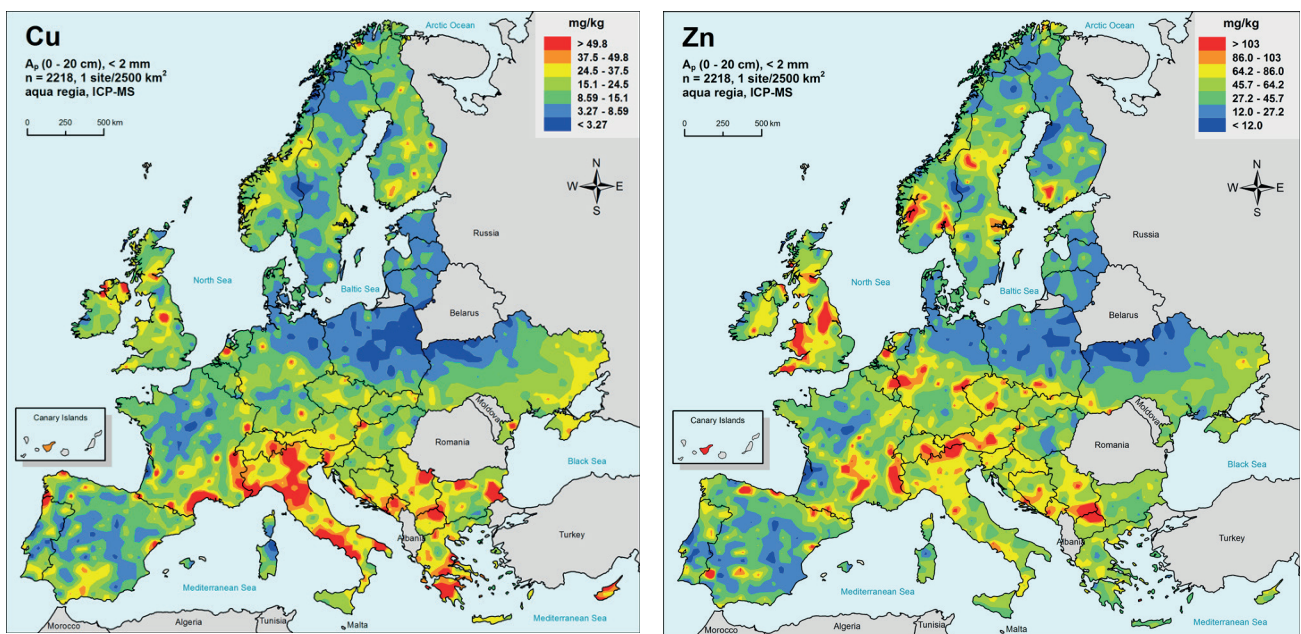 Cu
A_p (0 - 20 cm), < 2 mm
n = 2218, 1 site/2500 km²
aqua regia, ICP-MS
0 250 500 km
mg/kg
> 49.8
37.5 - 49.8
24.5 - 37.5
15.1 - 24.5
8.59 - 15.1
3.27 - 8.59
< 3.27
Arctic Ocean
N
W E
S
Russia
North Sea
Baltic Sea
Belarus
Canary Islands
Moldova
Romania
Black Sea
Albania
Turkey
Mediterranean Sea
Morocco
Algeria
Tunisia
Malta
Mediterranean Sea
Zn
A_p (0 - 20 cm), < 2 mm
n = 2218, 1 site/2500 km²
aqua regia, ICP-MS
0 250 500 km
mg/kg
> 103
86.0 - 103
64.2 - 86.0
45.7 - 64.2
27.2 - 45.7
12.0 - 27.2
< 12.0
Arctic Ocean
N
W E
S
Russia
North Sea
Baltic Sea
Belarus
Canary Islands
Moldova
Romania
Black Sea
Albania
Turkey
Mediterranean Sea
Morocco
Algeria
Tunisia
Malta
Mediterranean Sea